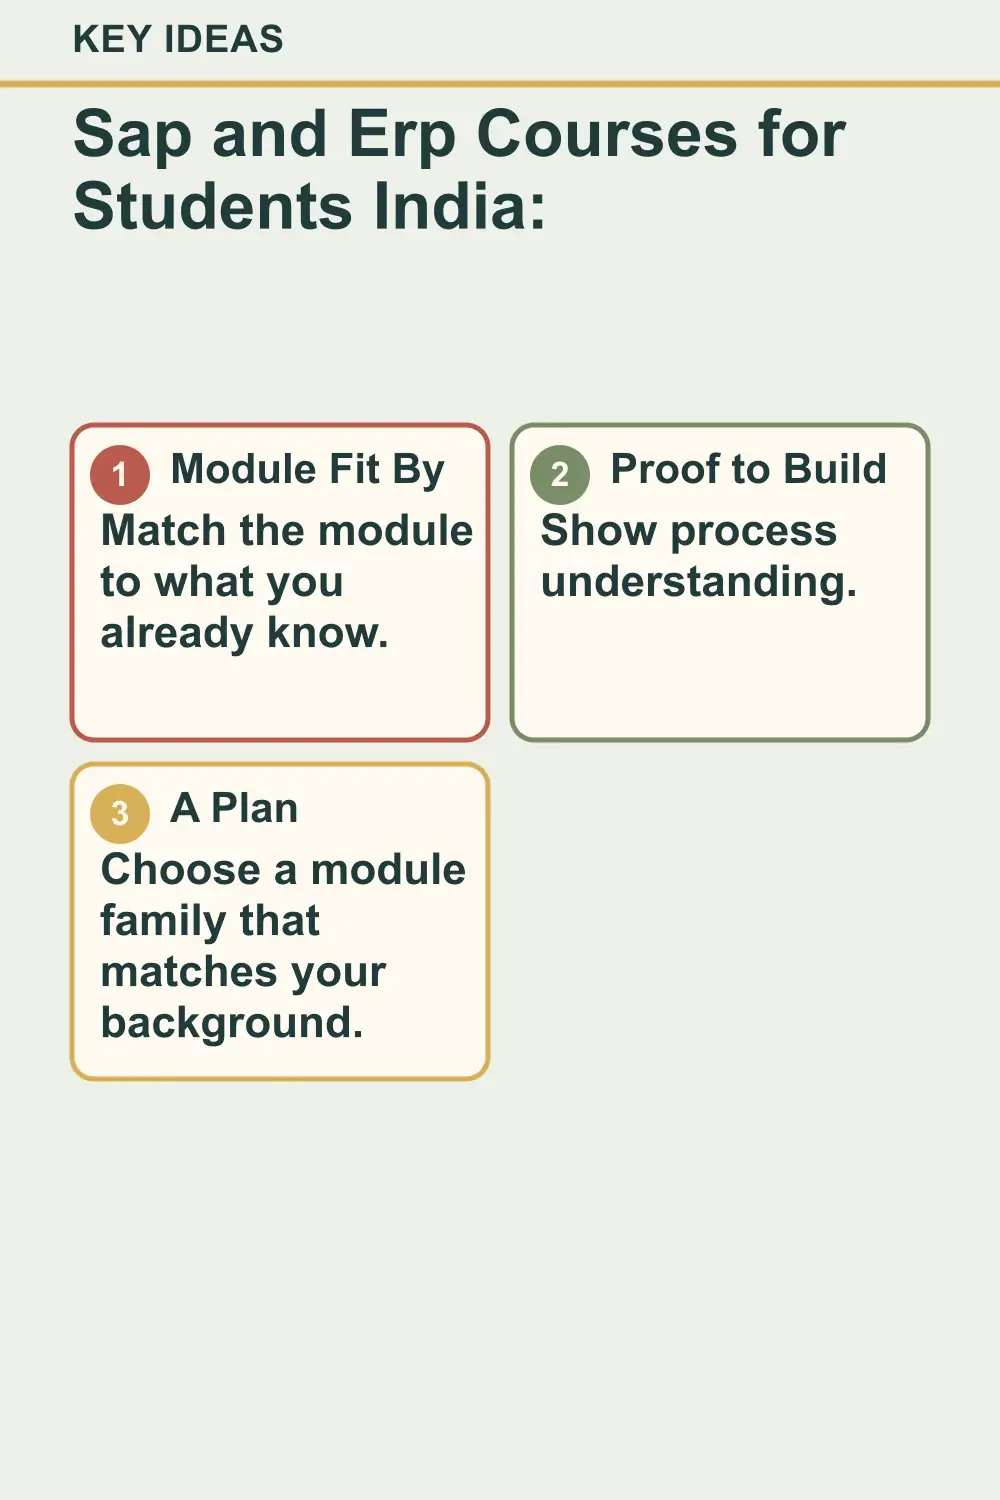 KEY IDEAS
Sap and Erp Courses for
Students India:
1 Module Fit By
Match the module
to what you
already know.
2 Proof to Build
Show process
understanding.
3 A Plan
Choose a module
family that
matches your
background.